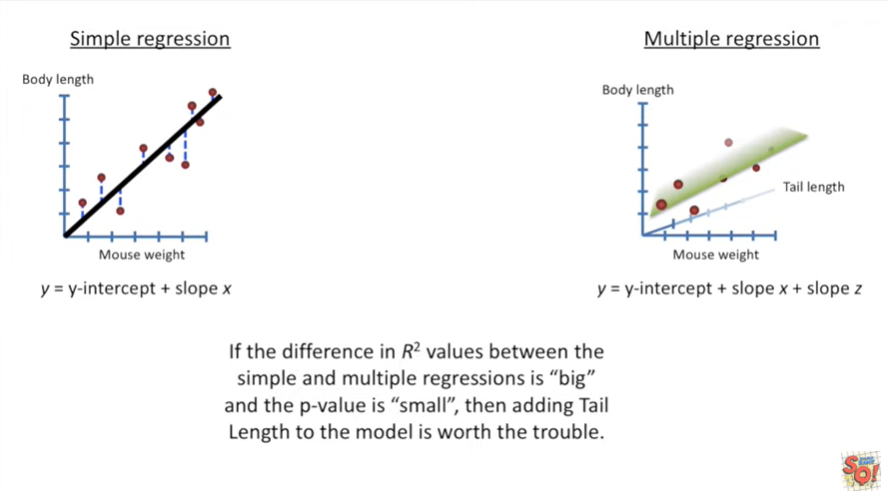 Simple regression
Body length
Mouse weight
y = y-intercept + slope x
Multiple regression
Body length
Tail length
Mouse weight
y = y-intercept + slope x + slope z
If the difference in R² values between the
simple and multiple regressions is “big”
and the p-value is “small”, then adding Tail
Length to the model is worth the trouble.
SQ!